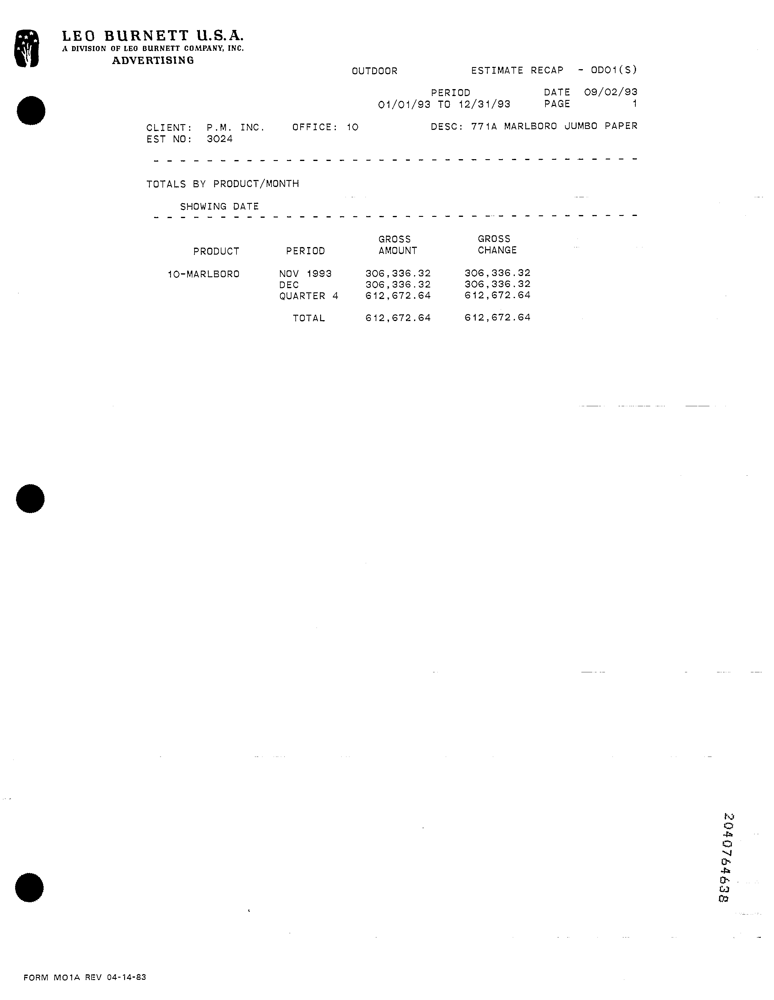 LEO BURNETT U.S.A.
A DIVISION OF LEO BURNETT COMPANY, INC.
ADVERTISING
OUTDOOR ESTIMATE RECAP - OD01(S)
PERIOD DATE 09/02/93
01/01/93 TO 12/31/93 PAGE 1
CLIENT: P.M. INC. OFFICE: 10 DESC: 771A MARLBORO JUMBO PAPER
EST NO: 3024
TOTALS BY PRODUCT/MONTH
SHOWING DATE
GROSS GROSS
PRODUCT PERIOD AMOUNT CHANGE
10-MARLBORO NOV 1993 306,336.32 306,336.32
DEC 306,336.32 306,336.32
QUARTER 4 612,672.64 612,672.64
TOTAL 612,672.64 612,672.64
2040764638
FORM MO1A REV 04-14-83